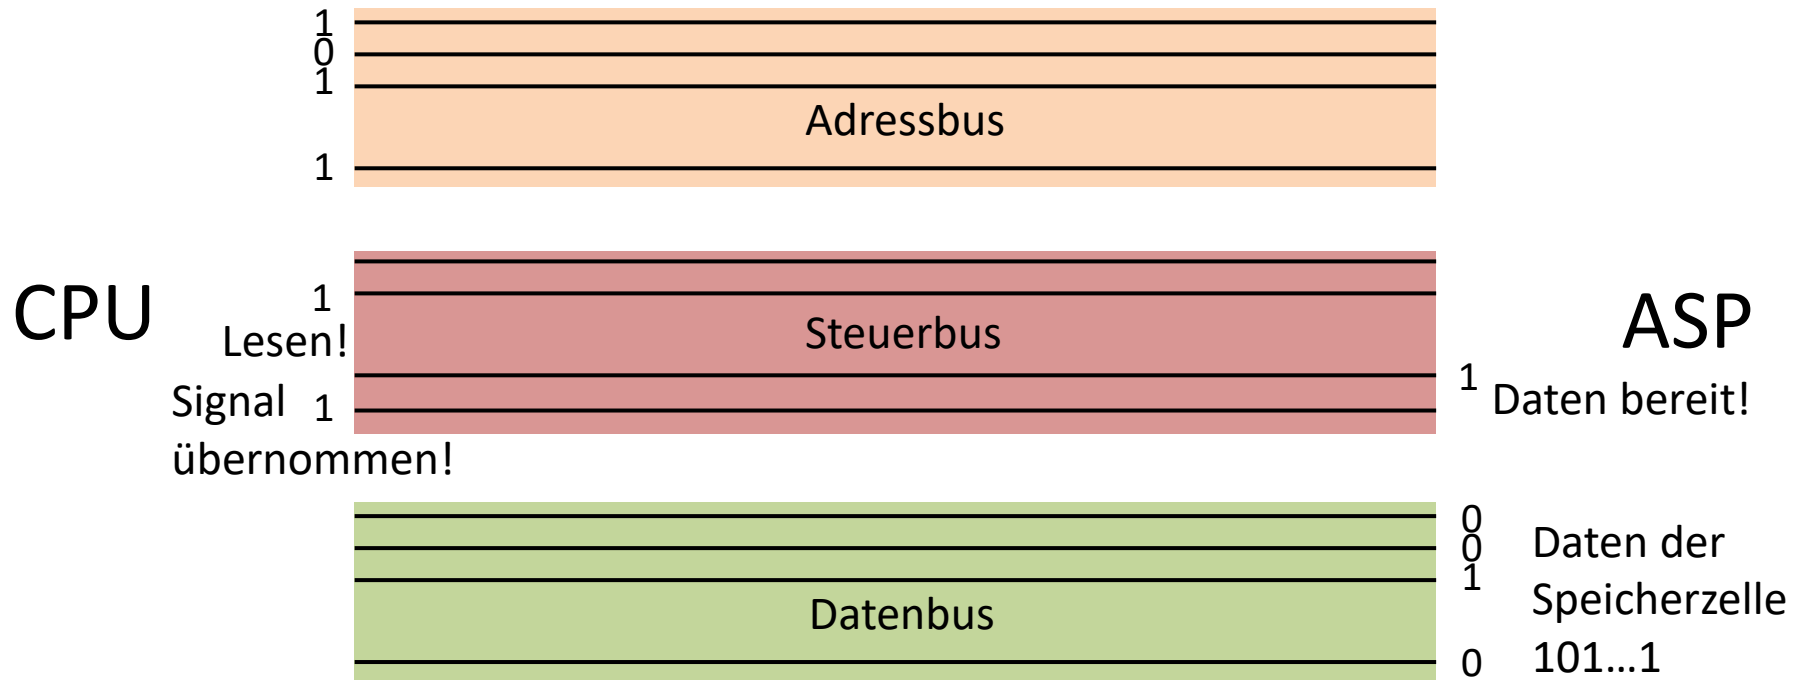 1
0
1
Adressbus
1
CPU
1
Lesen!
Steuerbus
ASP
1
Daten bereit!
Signal 1
übernommen!
0
0
1
Daten der
Speicherzelle
101…1
Datenbus
0